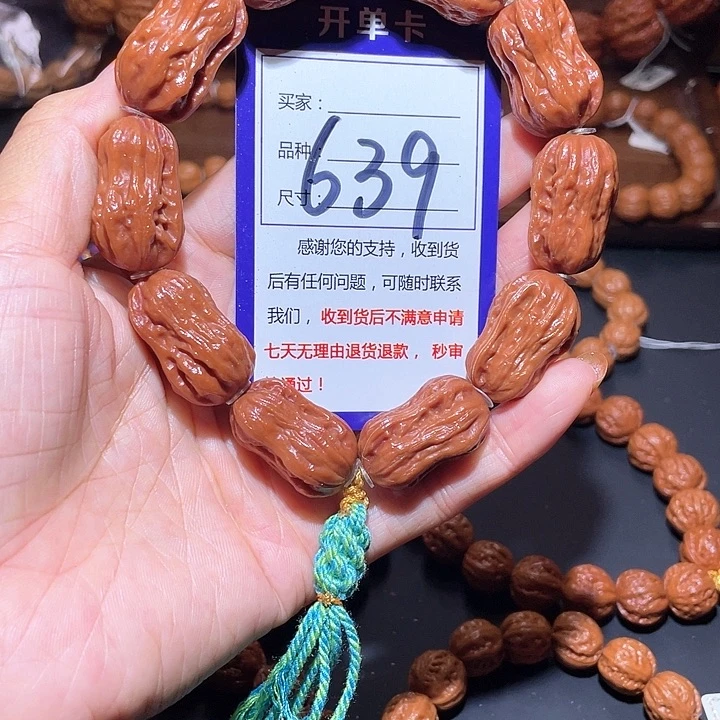 开单卡
买家：
品种：
尺寸：
639
感谢您的支持，收到货
后有任何问题，可随时联系
我们，收到货后不满意申请
七天无理由退货退款， 秒审
通过！